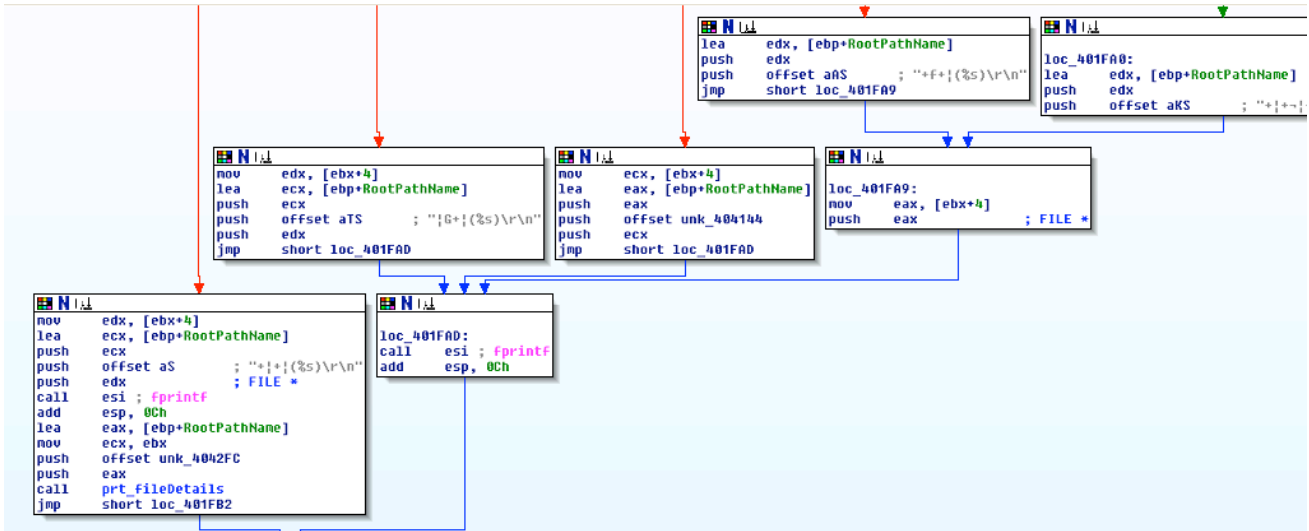 lea edx, [ebp+RootPathName]
push edx
push offset aAS ; "+f+¦(%s)\r\n"
jmp short loc_401FA9
loc_401FA0:
lea edx, [ebp+RootPathName]
push edx
push offset aKS ; "+¦+¬¦
mov edx, [ebx+4]
lea ecx, [ebp+RootPathName]
push ecx
push offset aTS ; "¦G+¦(%s)\r\n"
push edx
jmp short loc_401FAD
mov ecx, [ebx+4]
lea eax, [ebp+RootPathName]
push eax
push offset unk_404144
push ecx
jmp short loc_401FAD
loc_401FA9:
mov eax, [ebx+4]
push eax ; FILE *
mov edx, [ebx+4]
lea ecx, [ebp+RootPathName]
push ecx
push offset aS ; "+¦+¦(%s)\r\n"
push edx ; FILE *
call esi ; fprintf
add esp, 0Ch
lea eax, [ebp+RootPathName]
mov ecx, ebx
push offset unk_4042FC
push eax
call prt_fileDetails
jmp short loc_401FB2
loc_401FAD:
call esi ; fprintf
add esp, 0Ch